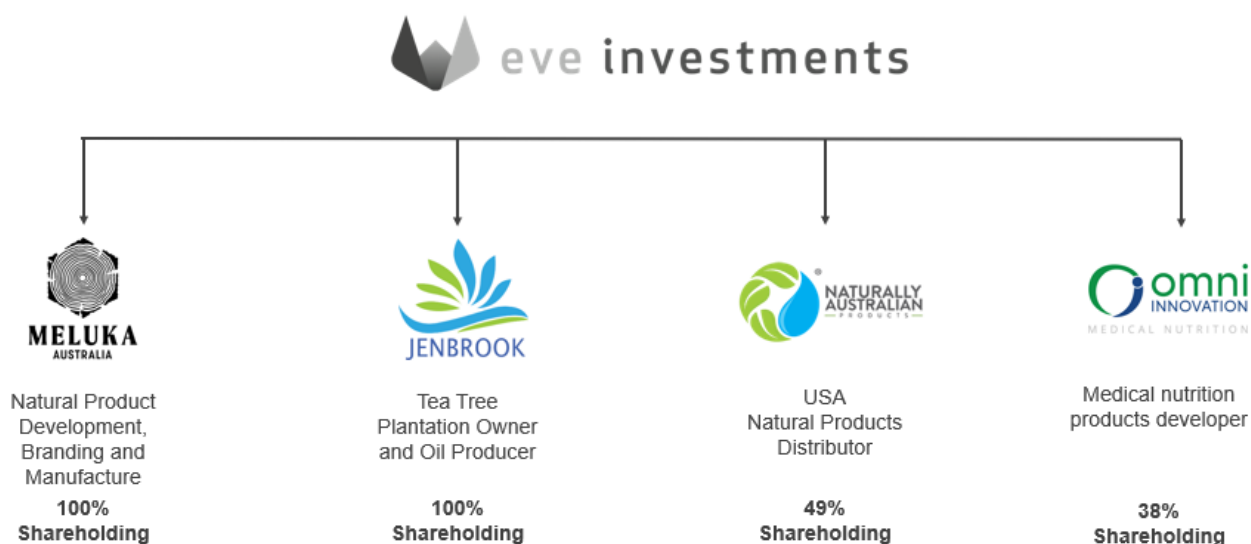 eve investments
MELUKA
AUSTRALIA
Natural Product
Development,
Branding and
Manufacture
100%
Shareholding
JENBROOK
Tea Tree
Plantation Owner
and Oil Producer
100%
Shareholding
NATURALLY
AUSTRALIAN
PRODUCTS
®
USA
Natural Products
Distributor
49%
Shareholding
omni
INNOVATION
MEDICAL NUTRITION
Medical nutrition
products developer
38%
Shareholding